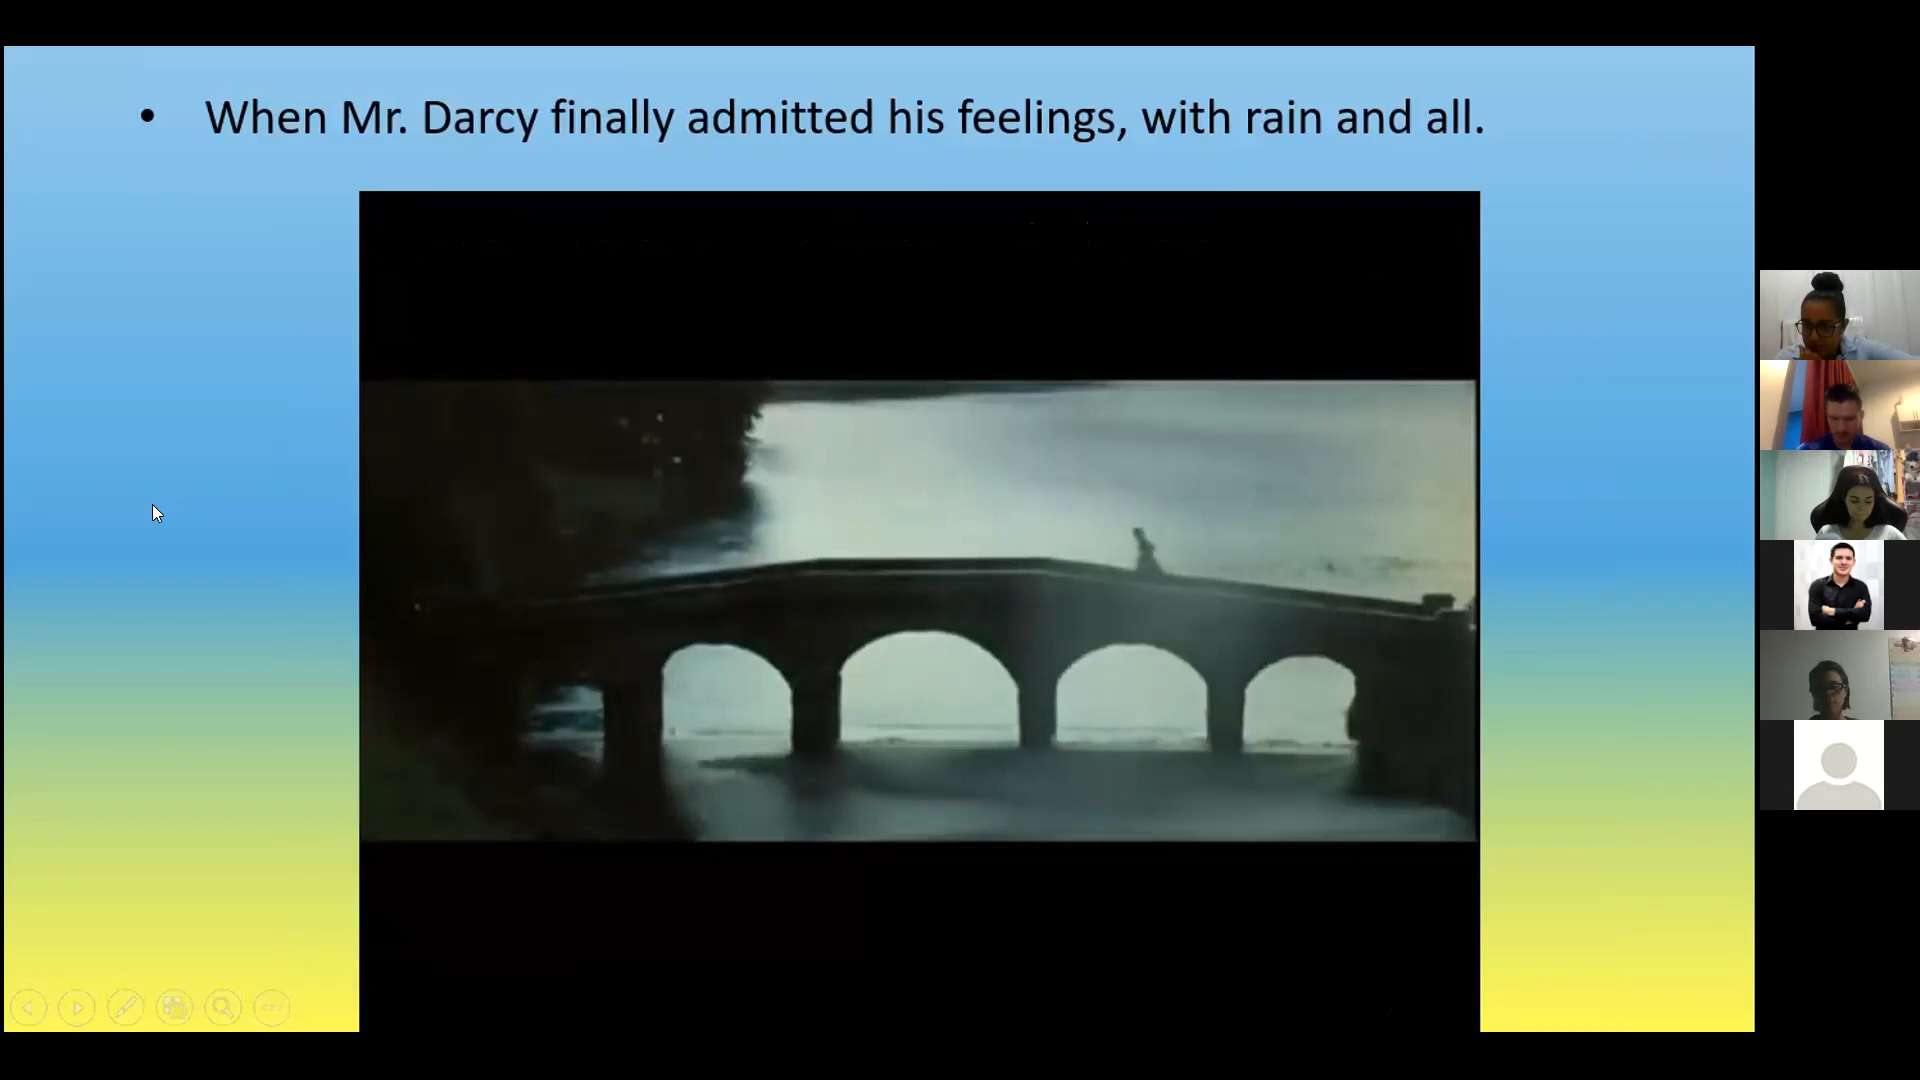 • When Mr. Darcy finally admitted his feelings, with rain and all.